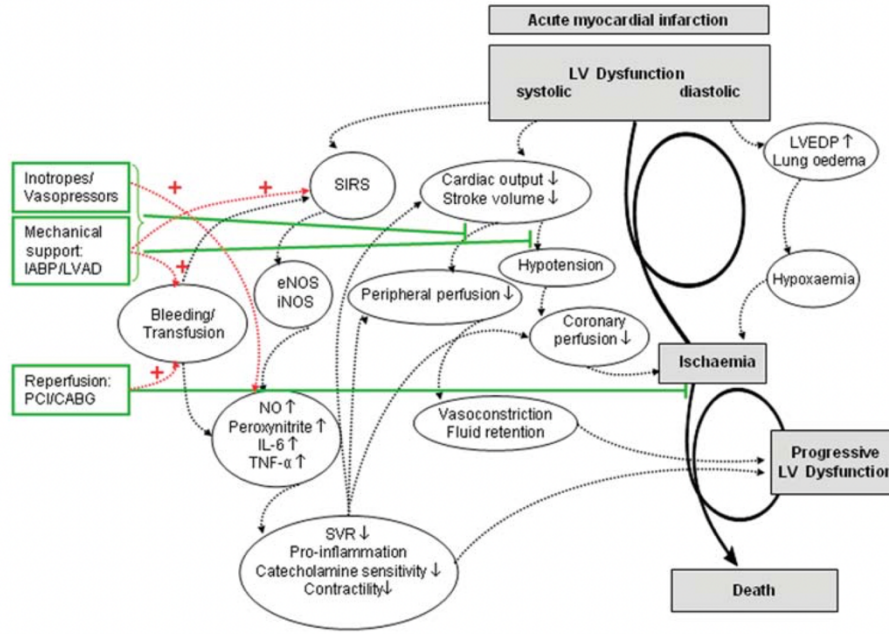 Acute myocardial infarction
LV Dysfunction
systolic diastolic
LVEDP ↑
Lung oedema
Inotropes/
Vasopressors
+
+
SIRS
Cardiac output ↓
Stroke volume ↓
Mechanical
support:
IABP/LVAD
+
Hypotension
Hypoxaemia
eNOS
iNOS
Peripheral perfusion ↓
Bleeding/
Transfusion
Coronary
perfusion ↓
Ischaemia
Reperfusion:
PCI/CABG
+
NO ↑
Peroxynitrite ↑
IL-6 ↑
TNF-α ↑
Vasoconstriction
Fluid retention
Progressive
LV Dysfunction
SVR ↓
Pro-inflammation
Catecholamine sensitivity ↓
Contractility↓
Death